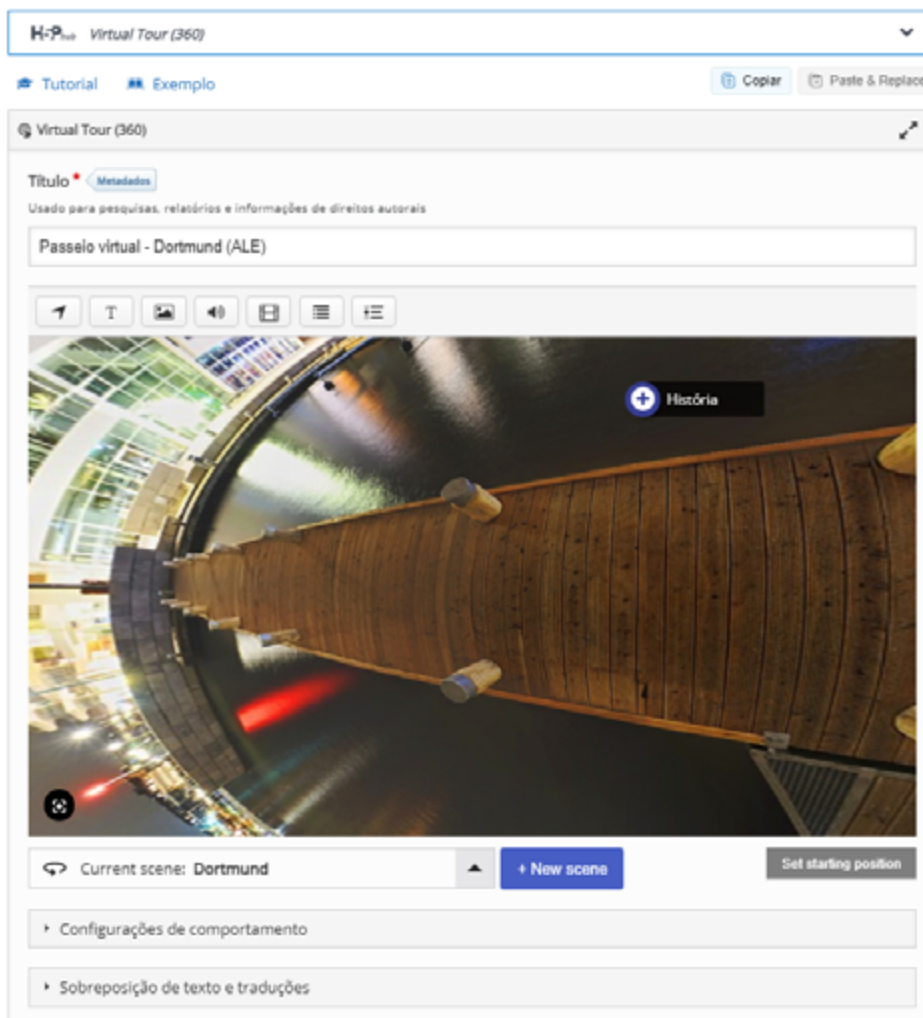 H5P hub Virtual Tour (360)
Tutorial Exemplo Copiar Paste & Replace
Virtual Tour (360)
Título * Metadados
Usado para pesquisas, relatórios e informações de direitos autorais
Passeio virtual - Dortmund (ALE)
T
História
Current scene: Dortmund + New scene Set starting position
Configurações de comportamento
Sobreposição de texto e traduções